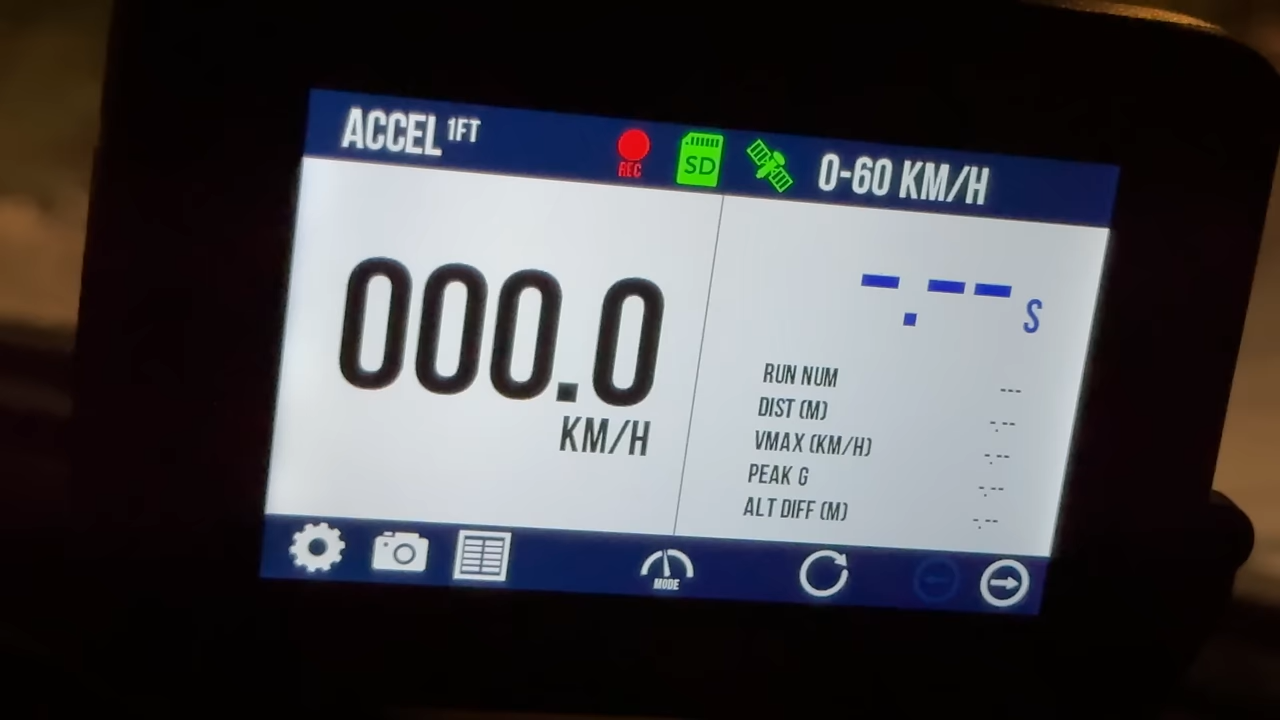 ACCEL 1FT
REC
SD
0-60 KM/H
000.0
KM/H
-.-- S
RUN NUM ---
DIST (M) -.--
VMAX (KM/H) -.--
PEAK G -.--
ALT DIFF (M) -.--
MODE